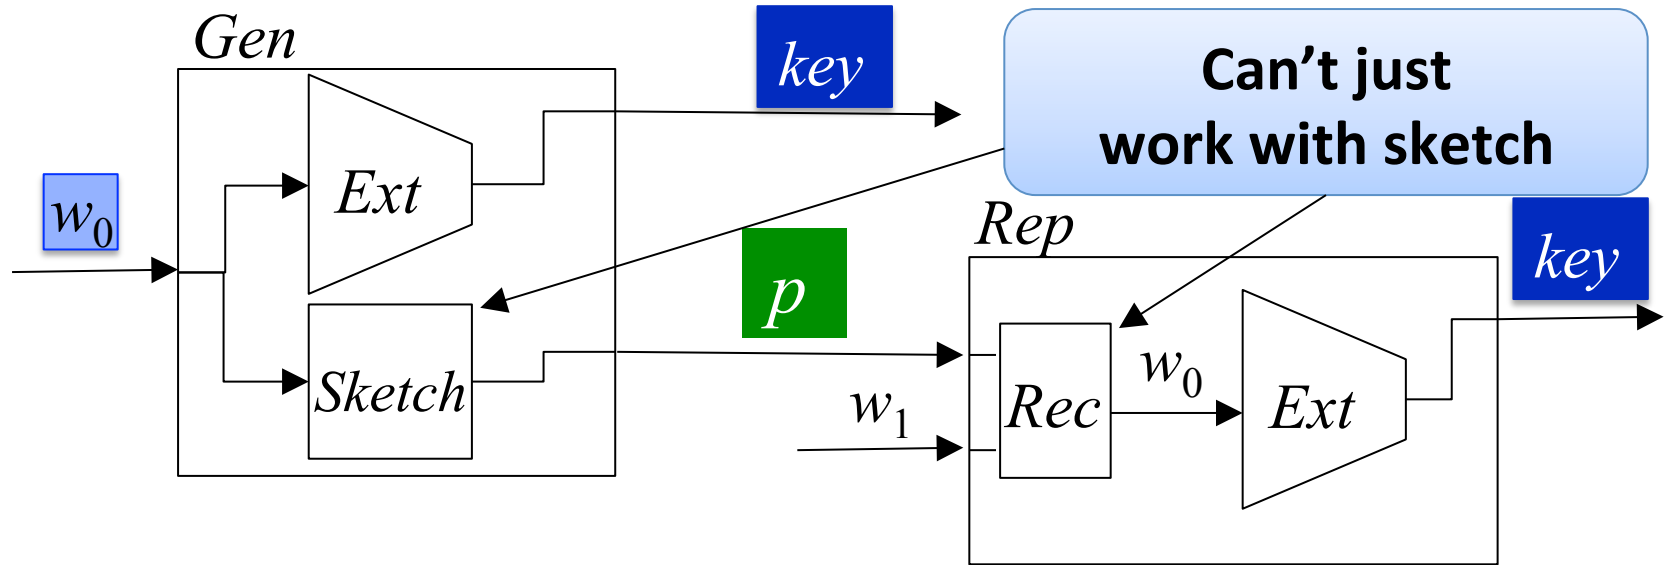 Gen
key
Can’t just
work with sketch
w₀
Ext
Rep
key
p
Sketch
w₁
Rec
w₀
Ext